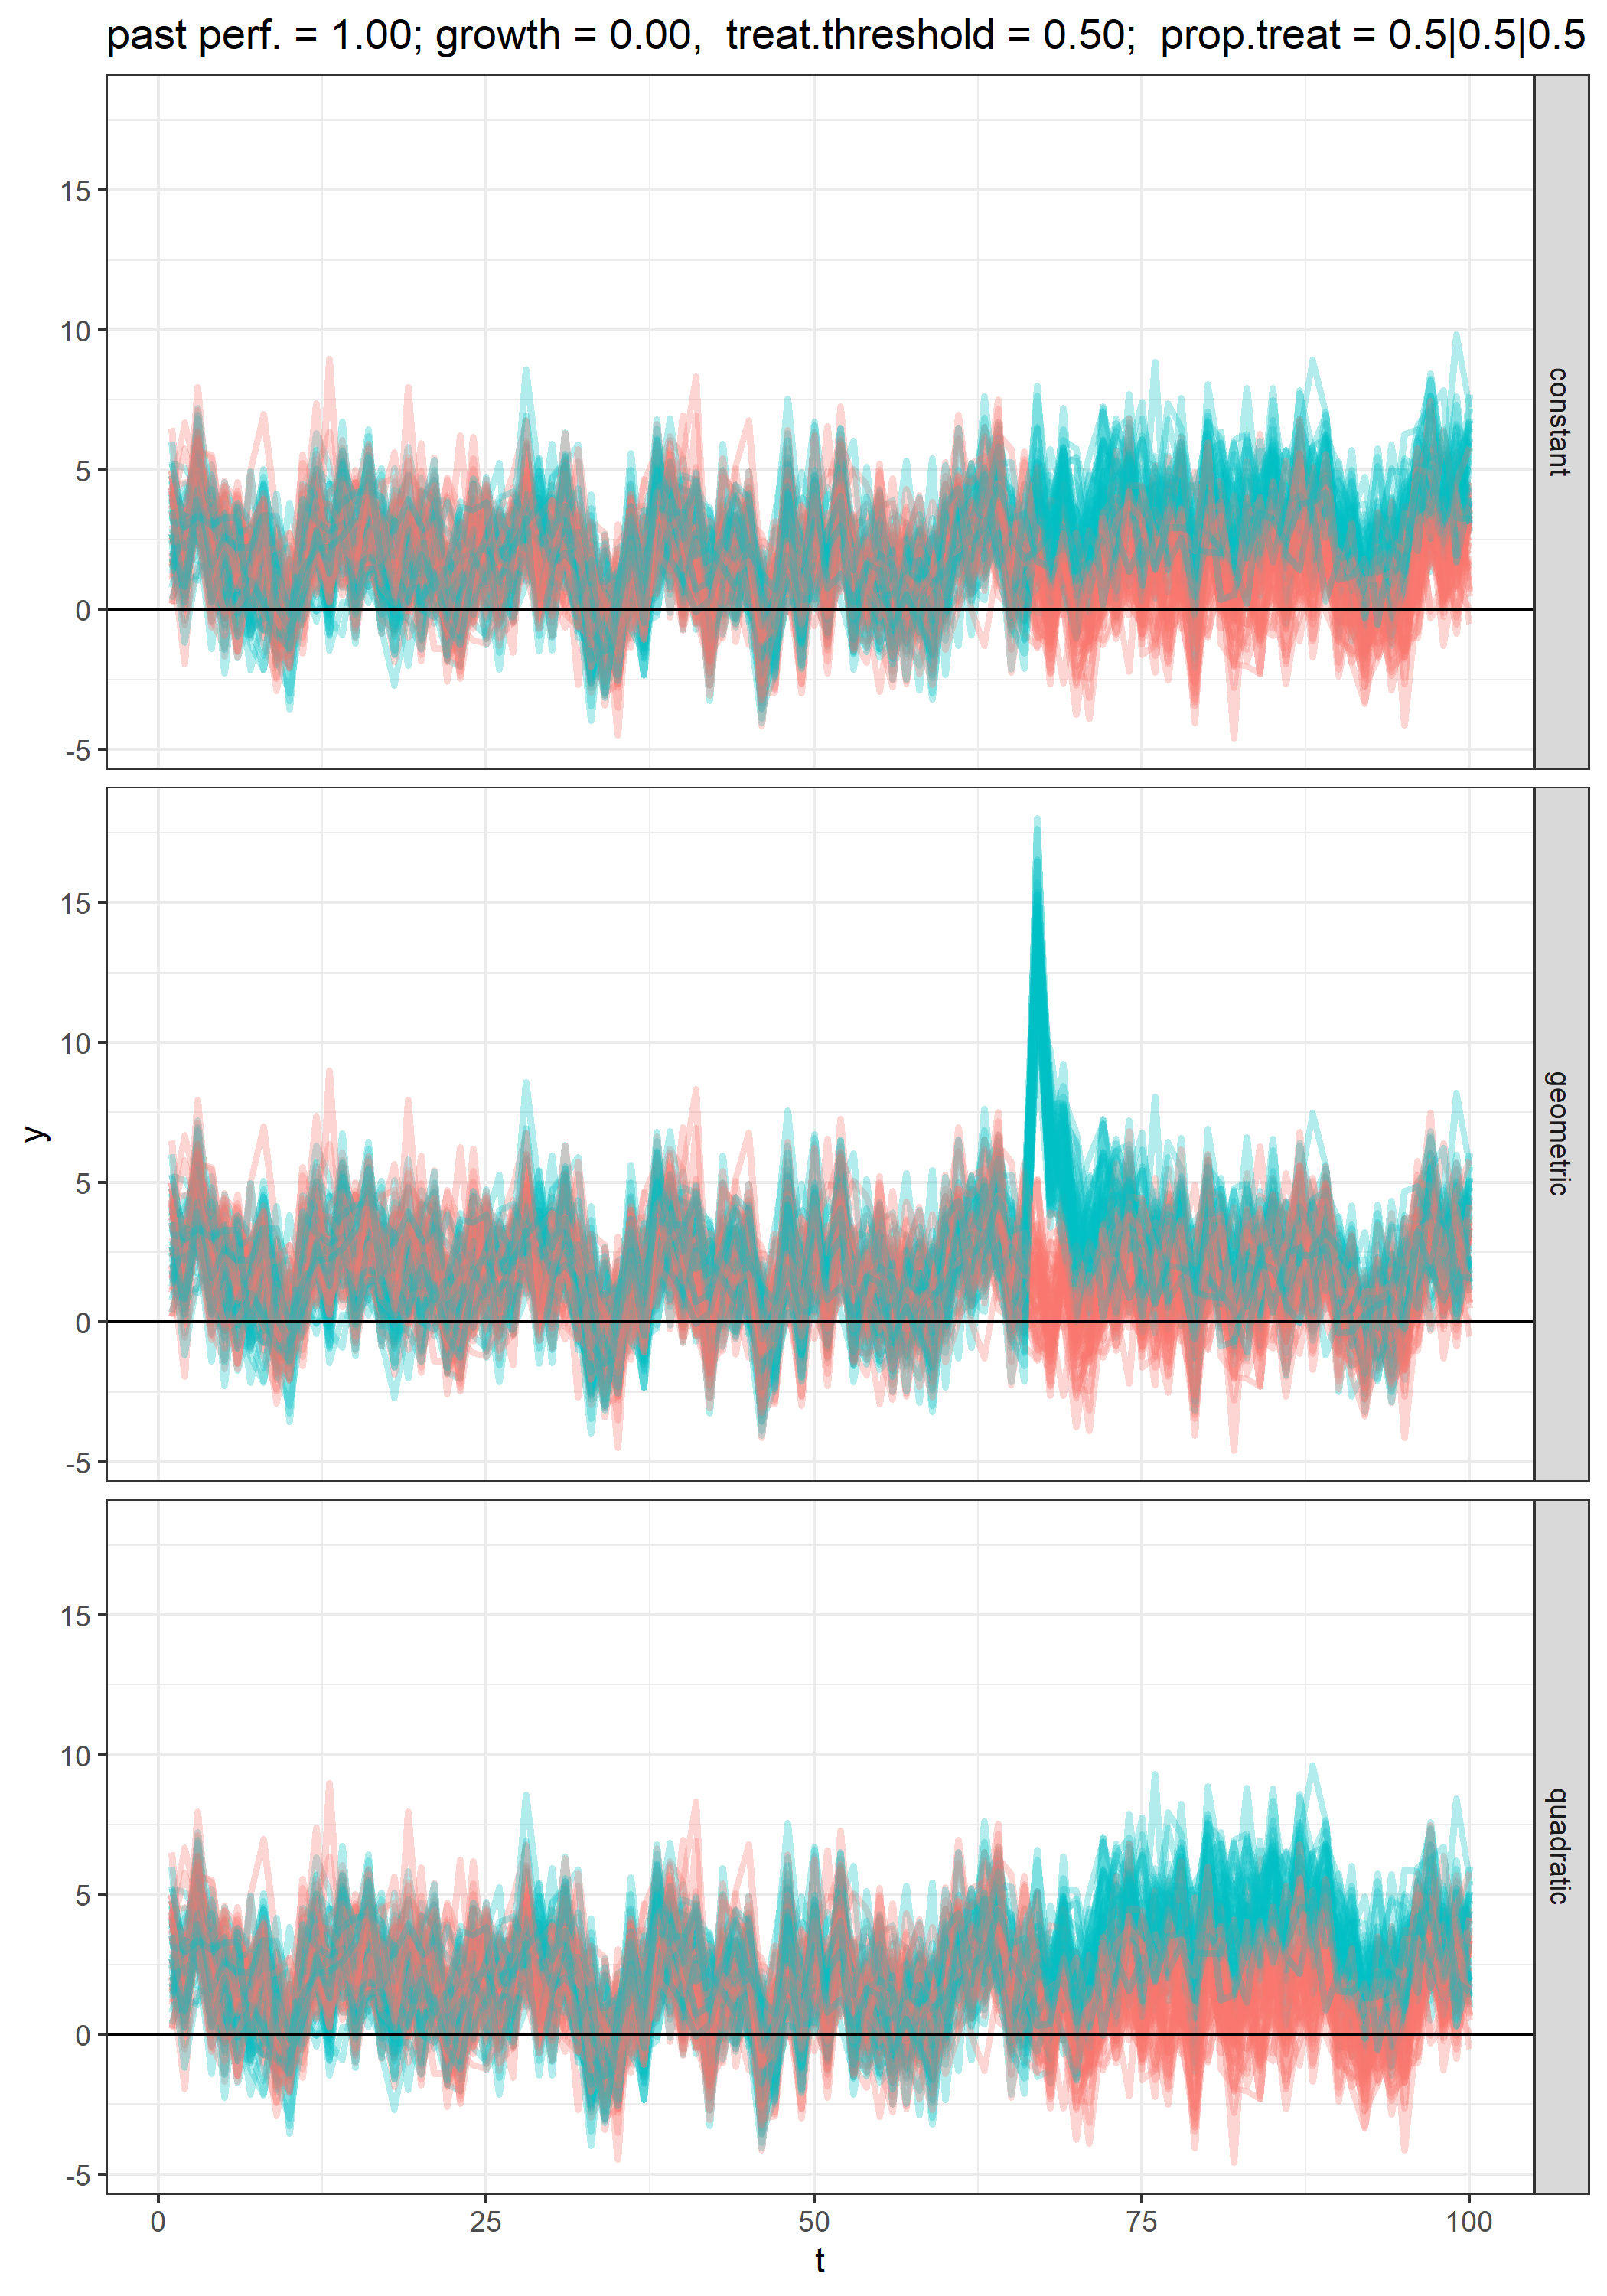 past perf. = 1.00; growth = 0.00,  treat.threshold = 0.50;  prop.treat = 0.5|0.5|0.5
15
10
5
0
-5
constant
15
10
5
0
-5
geometric
y
15
10
5
0
-5
quadratic
0 25 50 75 100
t